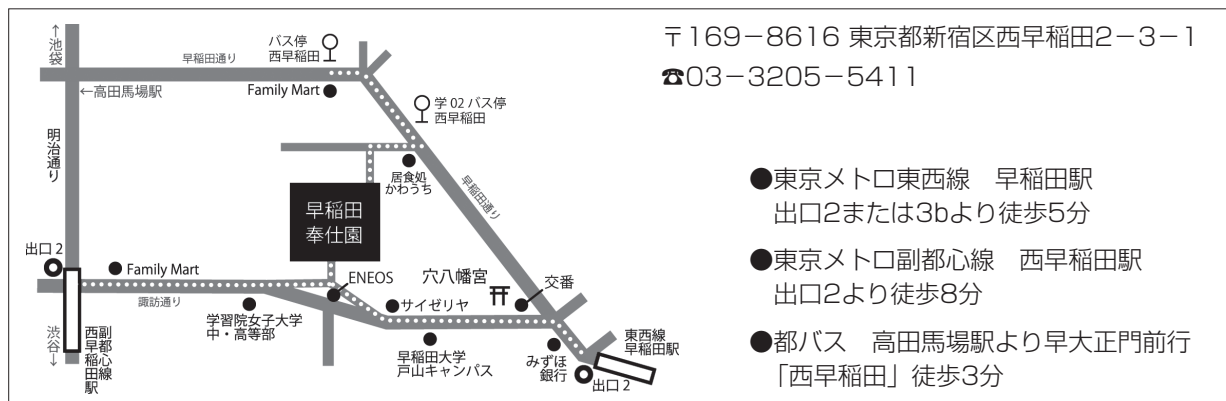 ←池袋
早稲田通り
バス停
西早稲田
←高田馬場駅
Family Mart
学 02 バス停
西早稲田
明治通り
居食処
かわうち
早稲田通り
早稲田
奉仕園
出口 2
Family Mart
ENEOS
穴八幡宮
交番
諏訪通り
サイゼリヤ
学習院女子大学
中・高等部
渋谷→
副都心線
西早稲田駅
早稲田大学
戸山キャンパス
みずほ
銀行
東西線
早稲田駅
出口 2
〒169−8616 東京都新宿区西早稲田2−3−1
☎03−3205−5411
●東京メトロ東西線　早稲田駅
出口2または3bより徒歩5分
●東京メトロ副都心線　西早稲田駅
出口2より徒歩8分
●都バス　高田馬場駅より早大正門前行
「西早稲田」徒歩3分